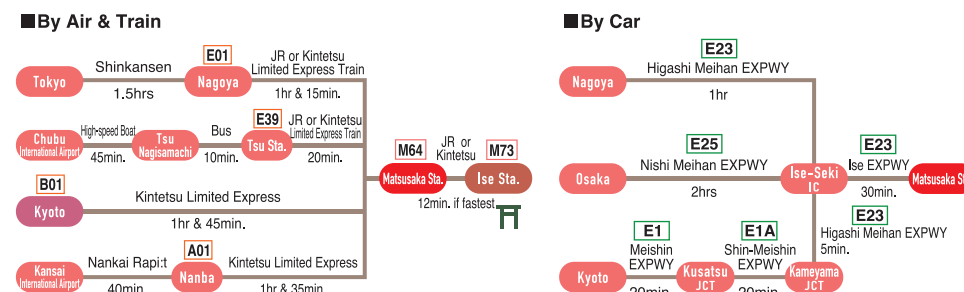 ■By Air & Train
E01
Tokyo
Shinkansen
1.5hrs
Nagoya
JR or Kintetsu
Limited Express Train
1hr & 15min.
E39
Chubu
International Airport
High-speed Boat
45min.
Tsu
Nagisamachi
Bus
10min.
Tsu Sta.
JR or Kintetsu
Limited Express Train
20min.
B01
Kyoto
Kintetsu Limited Express
1hr & 45min.
A01
Kansai
International Airport
Nankai Rapi:t
40min.
Nanba
Kintetsu Limited Express
1hr & 35min.
M64
Matsusaka Sta.
JR or
Kintetsu
M73
Ise Sta.
12min. if fastest
■By Car
Nagoya
E23
Higashi Meihan EXPWY
1hr
Osaka
E25
Nishi Meihan EXPWY
2hrs
Ise-Seki
IC
E23
Ise EXPWY
30min.
Matsusaka St
E23
Higashi Meihan EXPWY
5min.
Kyoto
E1
Meishin
EXPWY
Kusatsu
JCT
E1A
Shin-Meishin
EXPWY
Kameyama
JCT